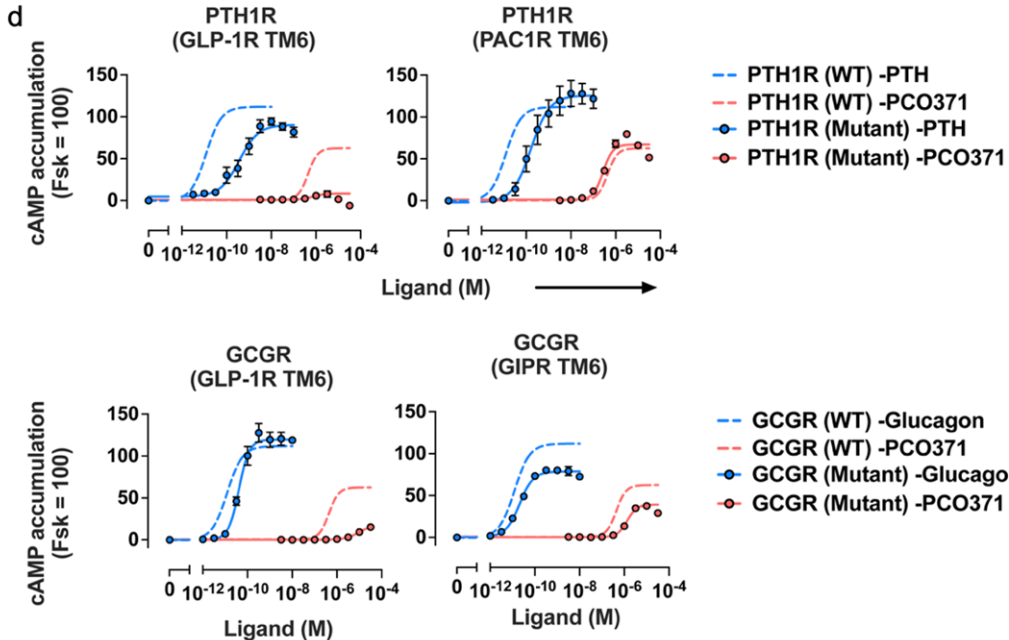 d
PTH1R
(GLP-1R TM6)
PTH1R
(PAC1R TM6)
cAMP accumulation
(Fsk = 100)
150
100
50
0
0 10-12 10-10 10-8 10-6 10-4
150
100
50
0
0 10-12 10-10 10-8 10-6 10-4
Ligand (M)
PTH1R (WT) -PTH
PTH1R (WT) -PCO371
PTH1R (Mutant) -PTH
PTH1R (Mutant) -PCO371
GCGR
(GLP-1R TM6)
GCGR
(GIPR TM6)
cAMP accumulation
(Fsk = 100)
150
100
50
0
0 10-12 10-10 10-8 10-6 10-4
Ligand (M)
150
100
50
0
0 10-12 10-10 10-8 10-6 10-4
Ligand (M)
GCGR (WT) -Glucagon
GCGR (WT) -PCO371
GCGR (Mutant) -Glucago
GCGR (Mutant) -PCO371